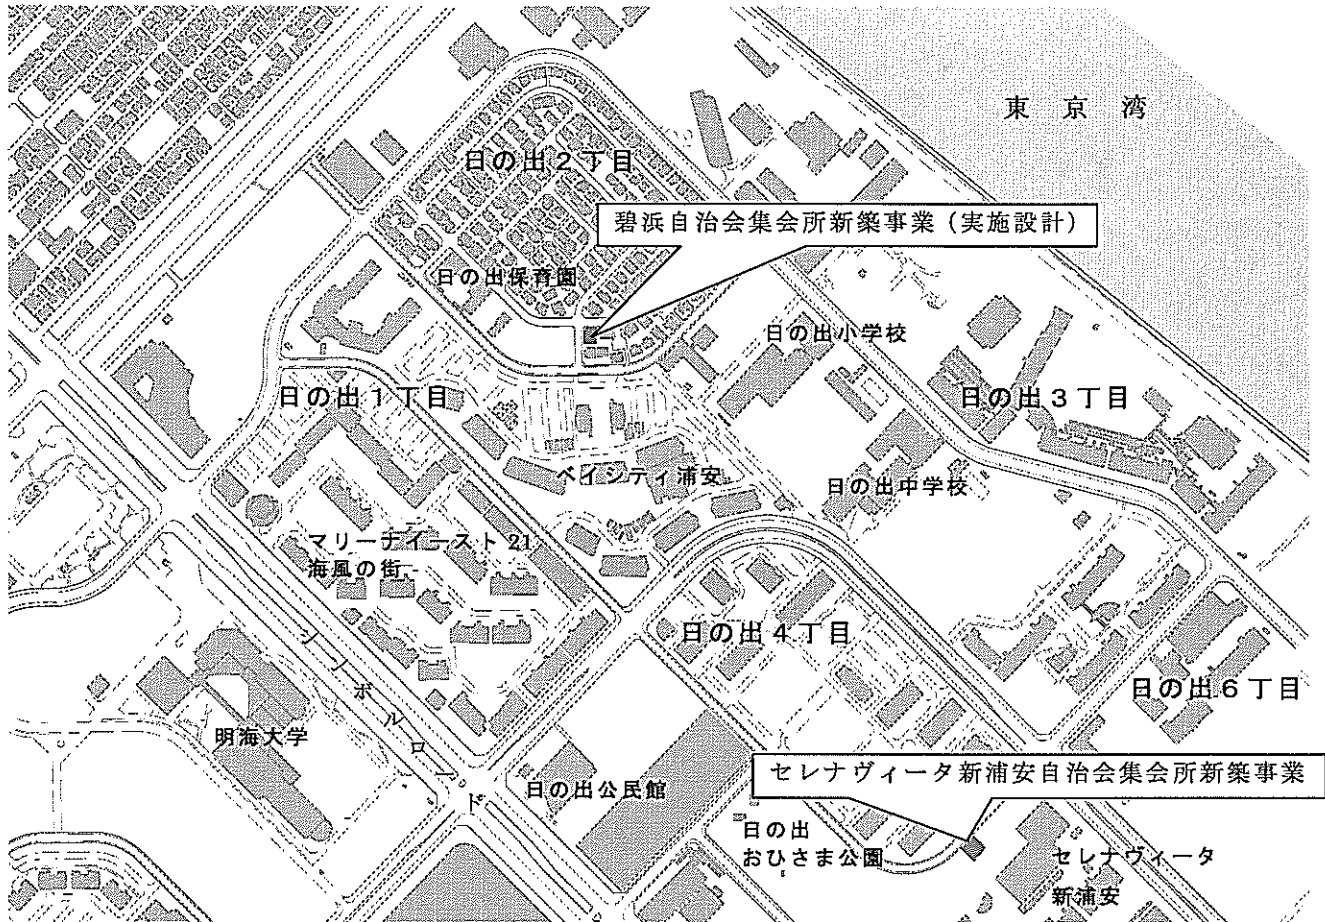 東京湾
日の出2丁目
碧浜自治会集会所新築事業(実施設計)
日の出保育園
日の出小学校
日の出1丁目
日の出3丁目
ベイシティ浦安
日の出中学校
マリーナイースト21
海風の街
日の出4丁目
シンボルロード
日の出6丁目
明海大学
セレナヴィータ新浦安自治会集会所新築事業
日の出公民館
日の出
おひさま公園
セレナヴィータ
新浦安